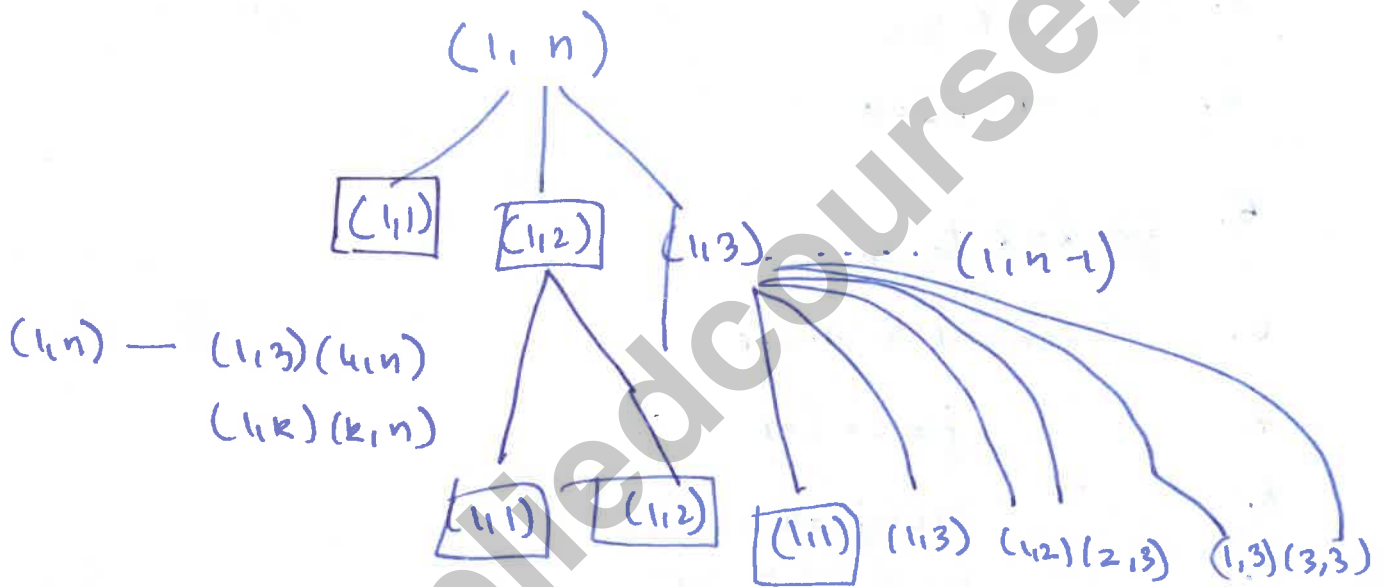 (1, n)
(1,1) (1,2) (1,3) . . . . . . (1, n-1)
(1,n) — (1,3)(4,n)
(1,k)(k,n)
(1,1) (1,2) (1,1) (1,3) (1,2)(2,3) (1,3)(3,3)